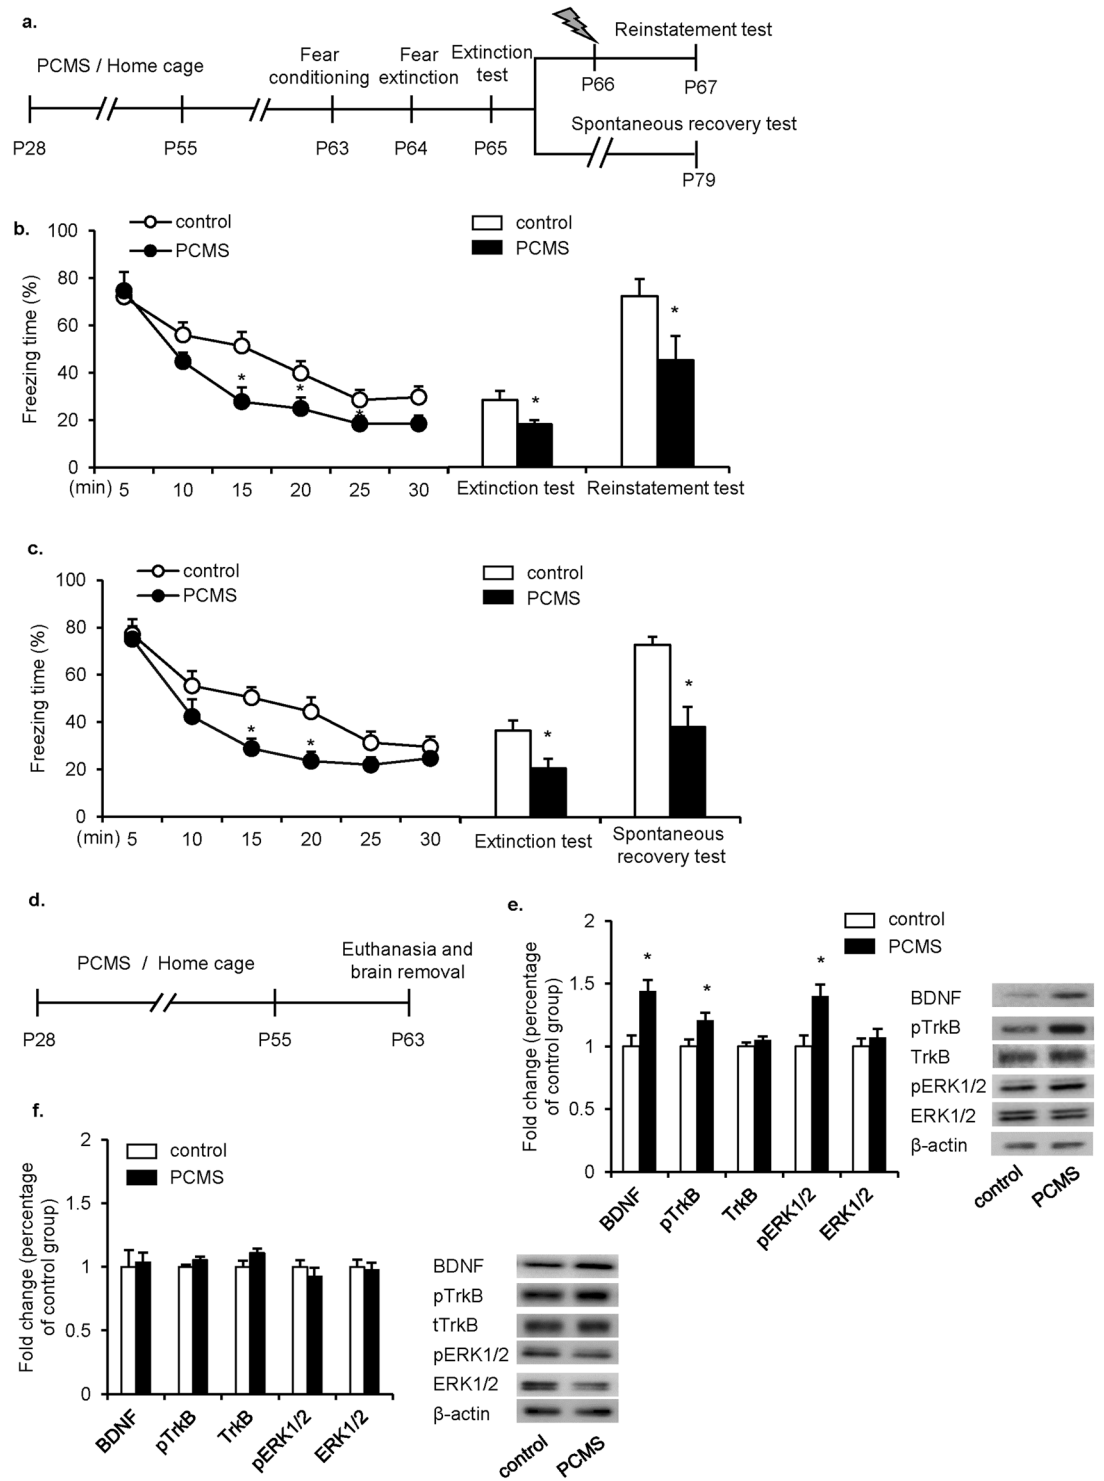 a.
Reinstatement test
PCMS / Home cage
Fear
conditioning
Fear
extinction
Extinction
test
P66
P67
Spontaneous recovery test
P28
P55
P63
P64
P65
P79
b.
control
PCMS
control
PCMS
Freezing time (%)
100
80
60
40
20
0
*
*
*
*
*
(min) 5 10 15 20 25 30
Extinction test
Reinstatement test
c.
control
PCMS
control
PCMS
Freezing time (%)
100
80
60
40
20
0
*
*
*
*
(min) 5 10 15 20 25 30
Extinction test
Spontaneous
recovery test
d.
PCMS / Home cage
Euthanasia and
brain removal
P28
P55
P63
e.
control
PCMS
Fold change (percentage
of control group)
2
1.5
1
0.5
0
*
*
*
BDNF
pTrkB
TrkB
pERK1/2
ERK1/2
BDNF
pTrkB
TrkB
pERK1/2
ERK1/2
β-actin
control
PCMS
f.
control
PCMS
Fold change (percentage
of control group)
2
1.5
1
0.5
0
BDNF
pTrkB
TrkB
pERK1/2
ERK1/2
BDNF
pTrkB
tTrkB
pERK1/2
ERK1/2
β-actin
control
PCMS